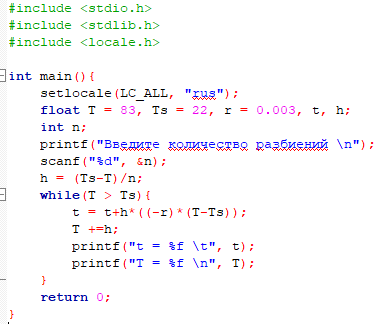 #include <stdio.h>
#include <stdlib.h>
#include <locale.h>
int main(){
setlocale(LC_ALL, "rus");
float T = 83, Ts = 22, r = 0.003, t, h;
int n;
printf("Введите количество разбиений \n");
scanf("%d", &n);
h = (Ts-T)/n;
while(T > Ts){
t = t+h*((-r)*(T-Ts));
T +=h;
printf("t = %f \t", t);
printf("T = %f \n", T);
}
return 0;
}